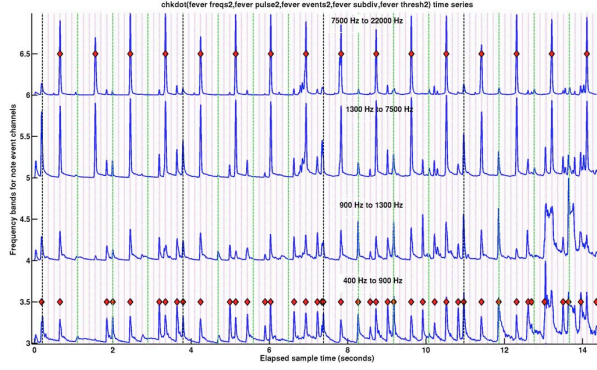 chkdot(fever freqs2,fever pulse2,fever events2,fever subdiv,fever thresh2) time series
7500 Hz to 22000 Hz
6.5
6
1300 Hz to 7500 Hz
5.5
5
900 Hz to 1300 Hz
4.5
4
400 Hz to 900 Hz
3.5
3
0 2 4 6 8 10 12 14
Elapsed sample time (seconds)
Frequency bands for note event channels